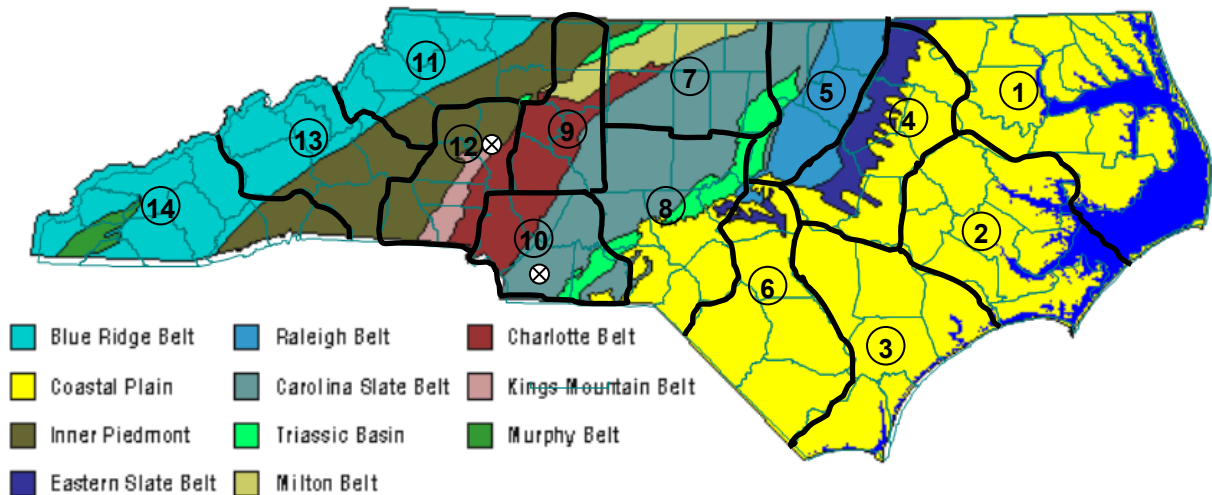 11
7
5
1
9
4
12
13
14
8
10
2
6
3
Blue Ridge Belt
Raleigh Belt
Charlotte Belt
Coastal Plain
Carolina Slate Belt
Kings Mountain Belt
Inner Piedmont
Triassic Basin
Murphy Belt
Eastern Slate Belt
Milton Belt